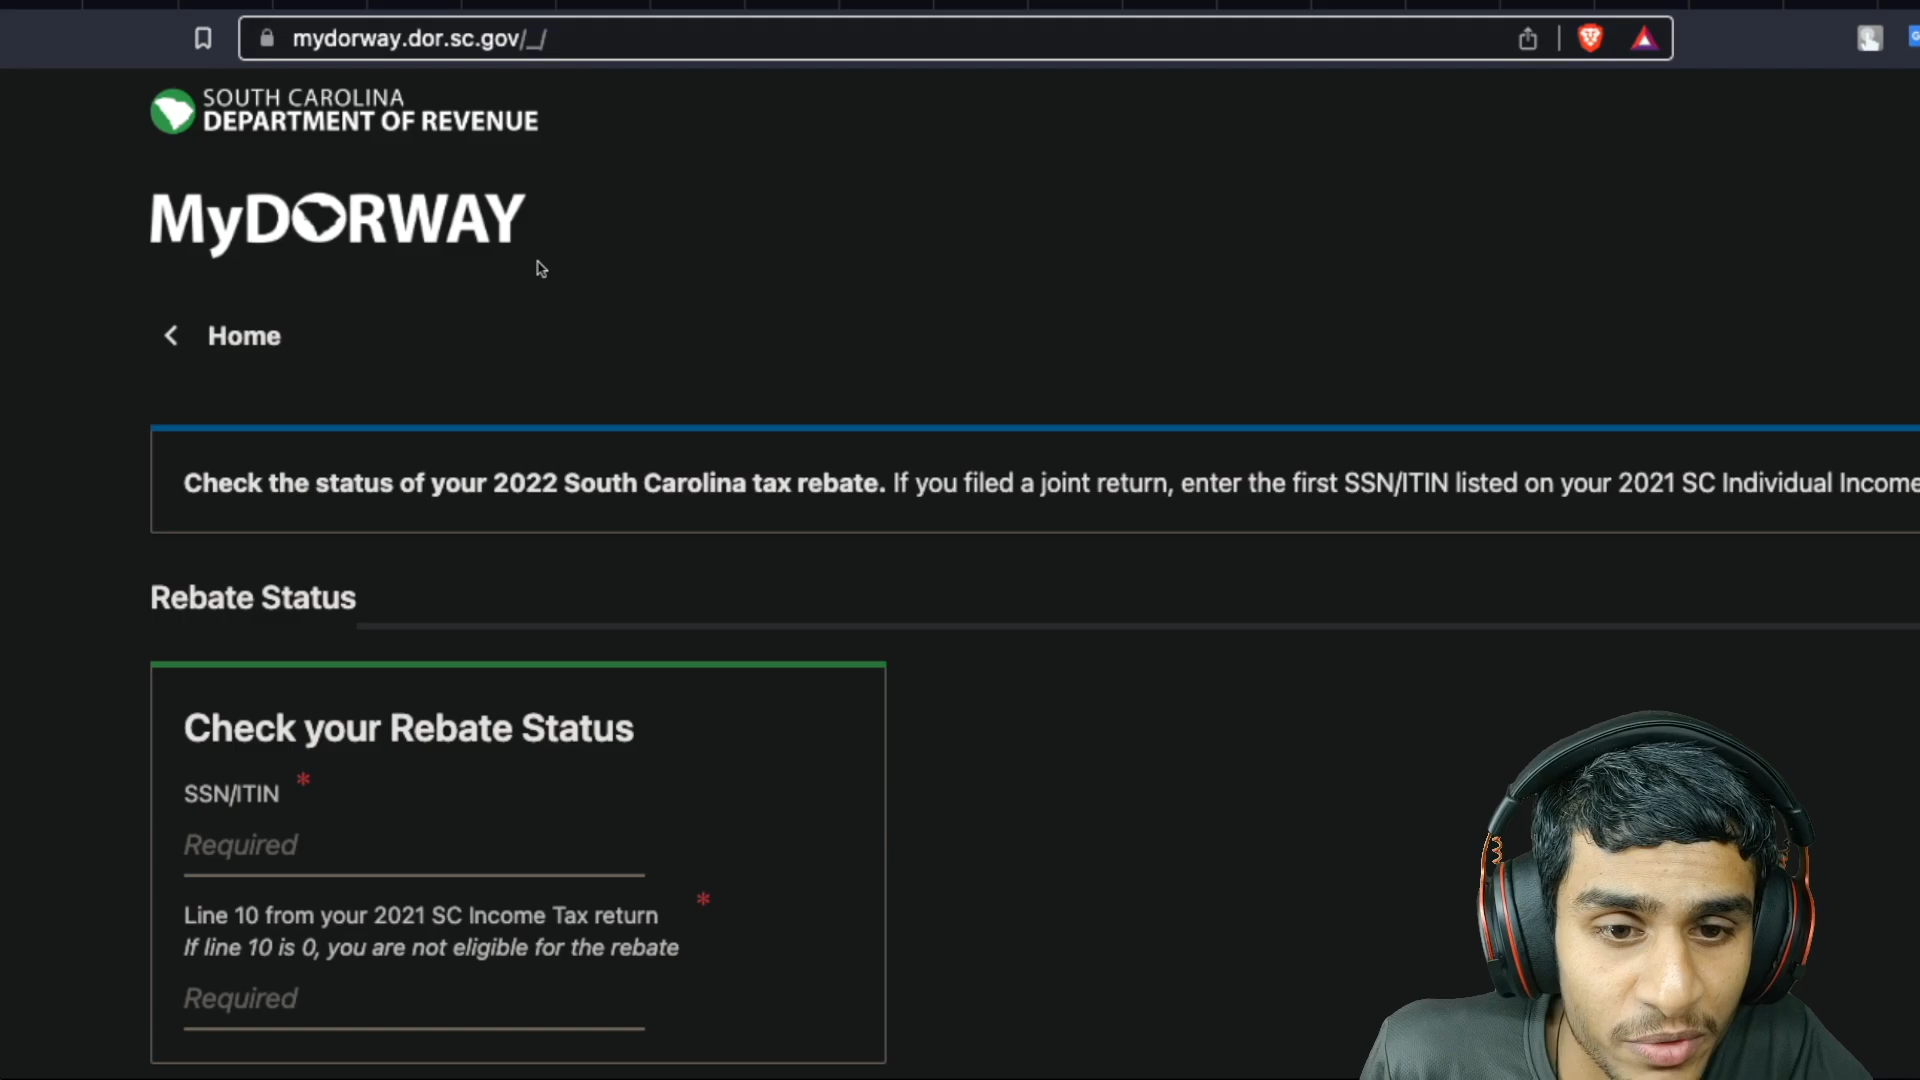 mydorway.dor.sc.gov/_/
SOUTH CAROLINA
DEPARTMENT OF REVENUE
MyDORWAY
Home
Check the status of your 2022 South Carolina tax rebate. If you filed a joint return, enter the first SSN/ITIN listed on your 2021 SC Individual Income
Rebate Status
Check your Rebate Status
SSN/ITIN *
Required
Line 10 from your 2021 SC Income Tax return *
If line 10 is 0, you are not eligible for the rebate
Required